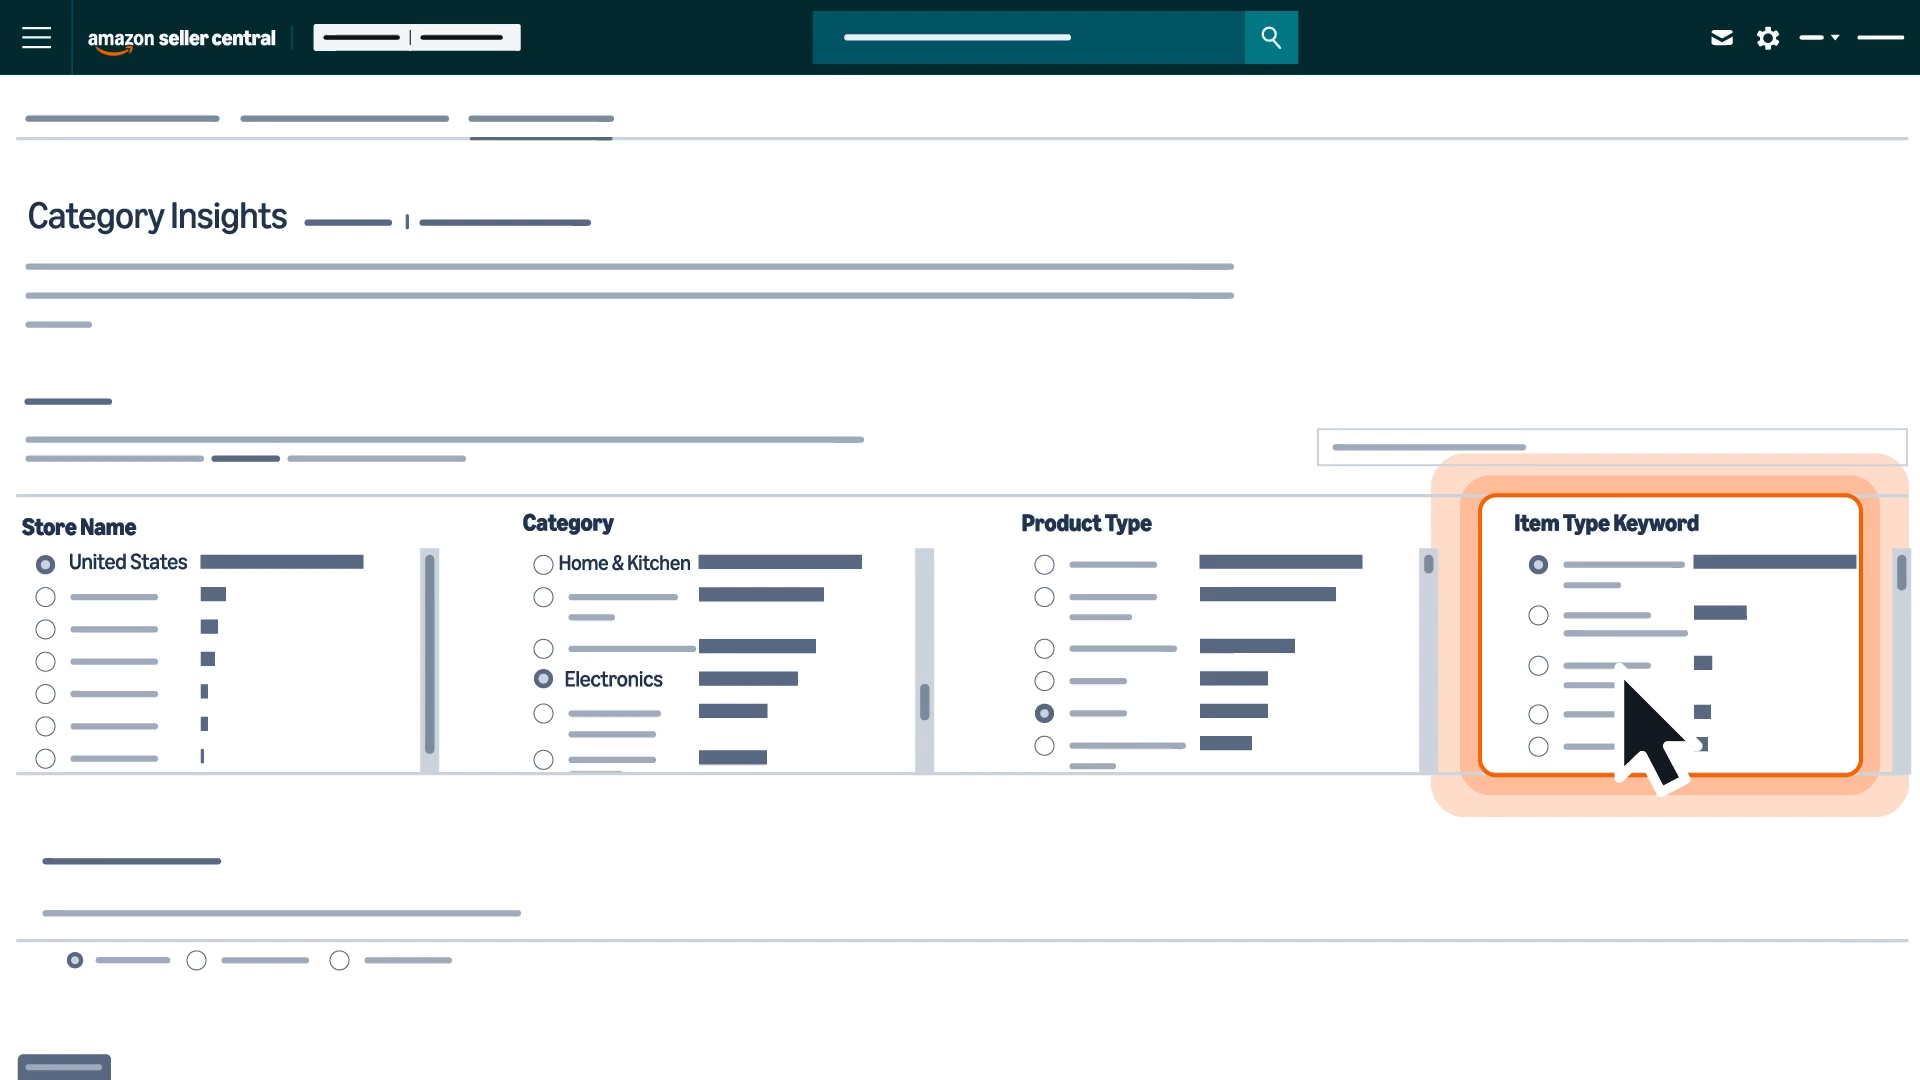 amazon seller central
Category Insights
Store Name
United States
Category
Home & Kitchen
Electronics
Product Type
Item Type Keyword